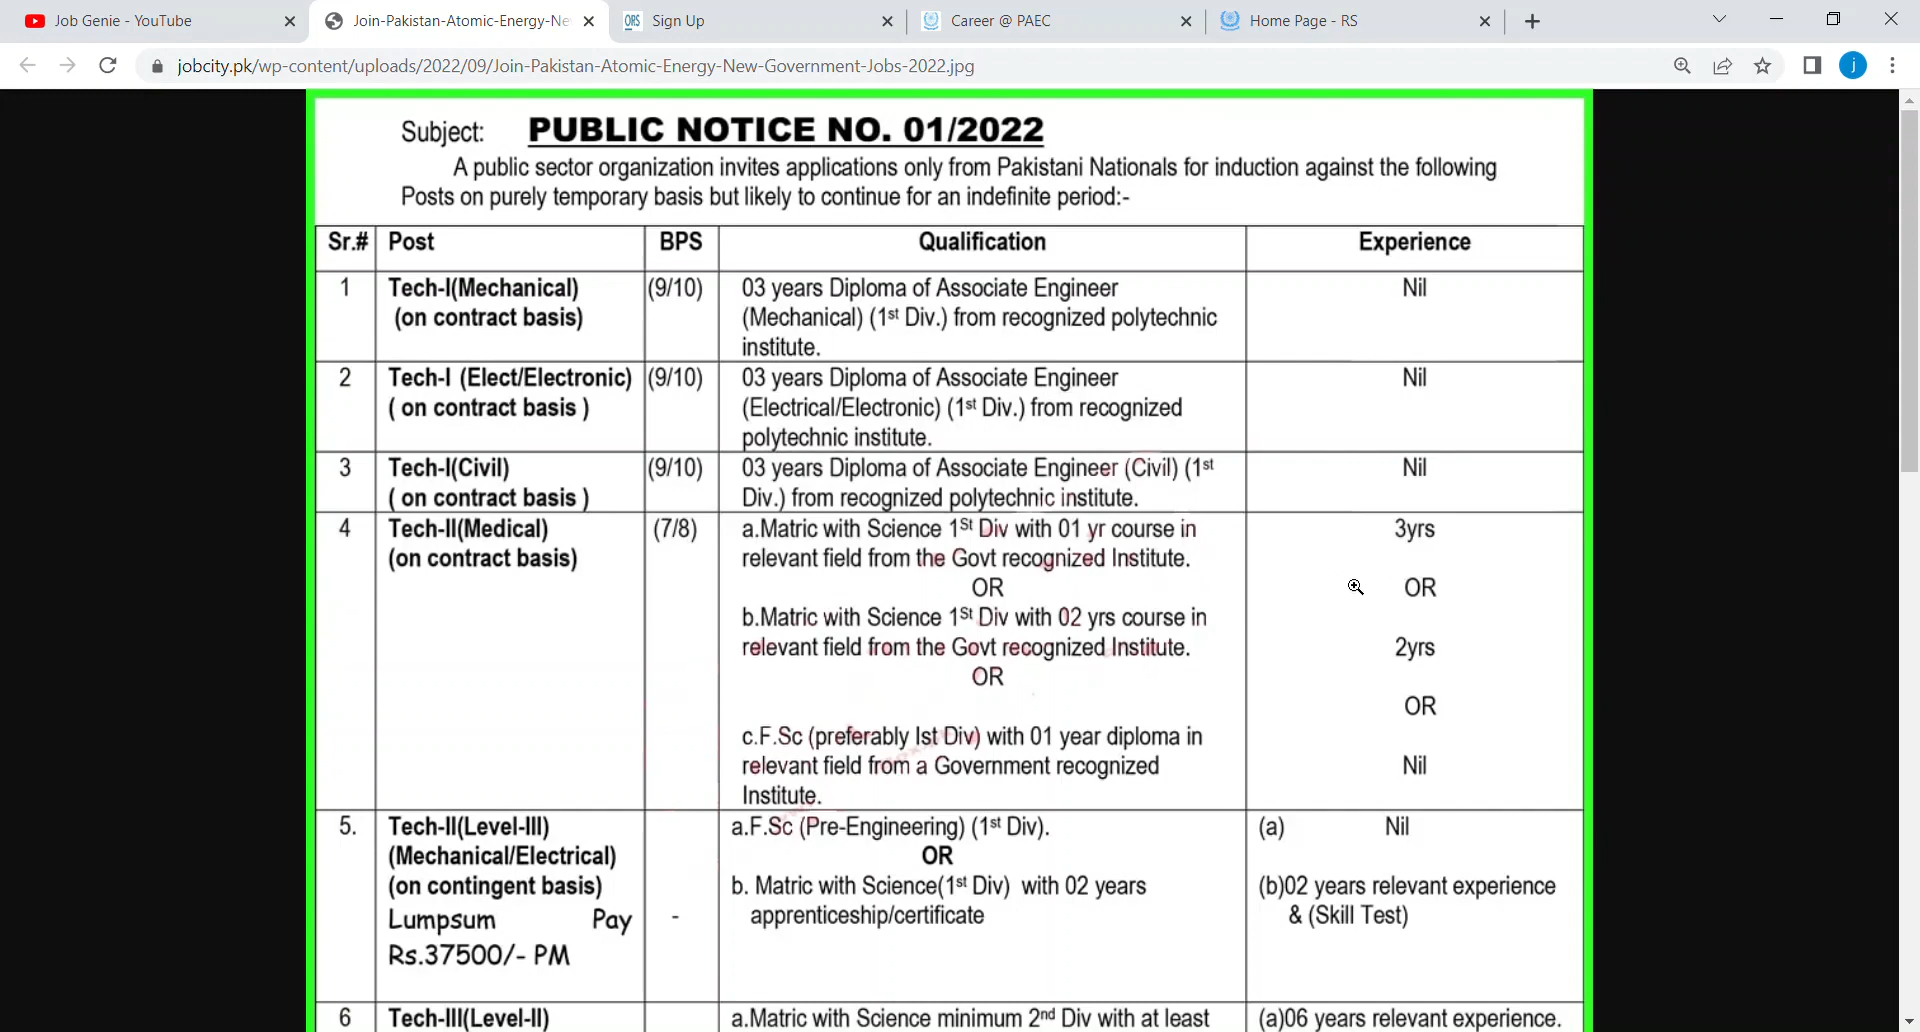 Job Genie - YouTube
Join-Pakistan-Atomic-Energy-Ne
ORS Sign Up
Career @ PAEC
Home Page - RS
jobcity.pk/wp-content/uploads/2022/09/Join-Pakistan-Atomic-Energy-New-Government-Jobs-2022.jpg
j
Subject: PUBLIC NOTICE NO. 01/2022
A public sector organization invites applications only from Pakistani Nationals for induction against the following
Posts on purely temporary basis but likely to continue for an indefinite period:-
Sr.# Post BPS Qualification Experience
1 Tech-I(Mechanical) (9/10) 03 years Diploma of Associate Engineer Nil
(on contract basis) (Mechanical) (1st Div.) from recognized polytechnic
institute.
2 Tech-I (Elect/Electronic) (9/10) 03 years Diploma of Associate Engineer Nil
( on contract basis ) (Electrical/Electronic) (1st Div.) from recognized
polytechnic institute.
3 Tech-I(Civil) (9/10) 03 years Diploma of Associate Engineer (Civil) (1st Nil
( on contract basis ) Div.) from recognized polytechnic institute.
4 Tech-II(Medical) (7/8) a.Matric with Science 1St Div with 01 yr course in 3yrs
(on contract basis) relevant field from the Govt recognized Institute.
OR OR
b.Matric with Science 1St Div with 02 yrs course in
relevant field from the Govt recognized Institute. 2yrs
OR
OR
c.F.Sc (preferably Ist Div) with 01 year diploma in
relevant field from a Government recognized Nil
Institute.
5. Tech-II(Level-III) a.F.Sc (Pre-Engineering) (1st Div). (a) Nil
(Mechanical/Electrical) OR
(on contingent basis) b. Matric with Science(1st Div) with 02 years (b)02 years relevant experience
Lumpsum Pay - apprenticeship/certificate & (Skill Test)
Rs.37500/- PM
6 Tech-III(Level-II) a.Matric with Science minimum 2nd Div with at least (a)06 years relevant experience.